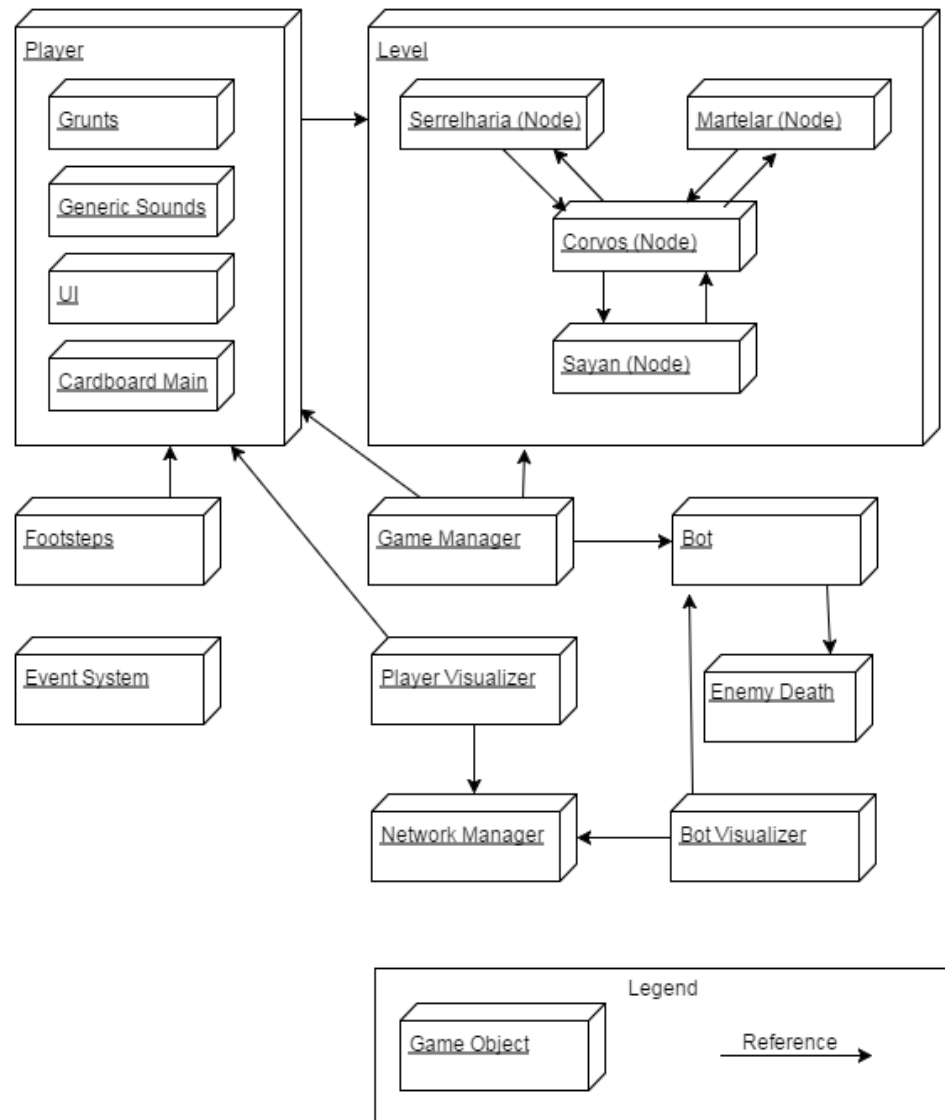 Player
Grunts
Generic Sounds
UI
Cardboard Main
Level
Serrelharia (Node)
Martelar (Node)
Corvos (Node)
Sayan (Node)
Footsteps
Game Manager
Bot
Event System
Player Visualizer
Enemy Death
Network Manager
Bot Visualizer
Legend
Game Object
Reference